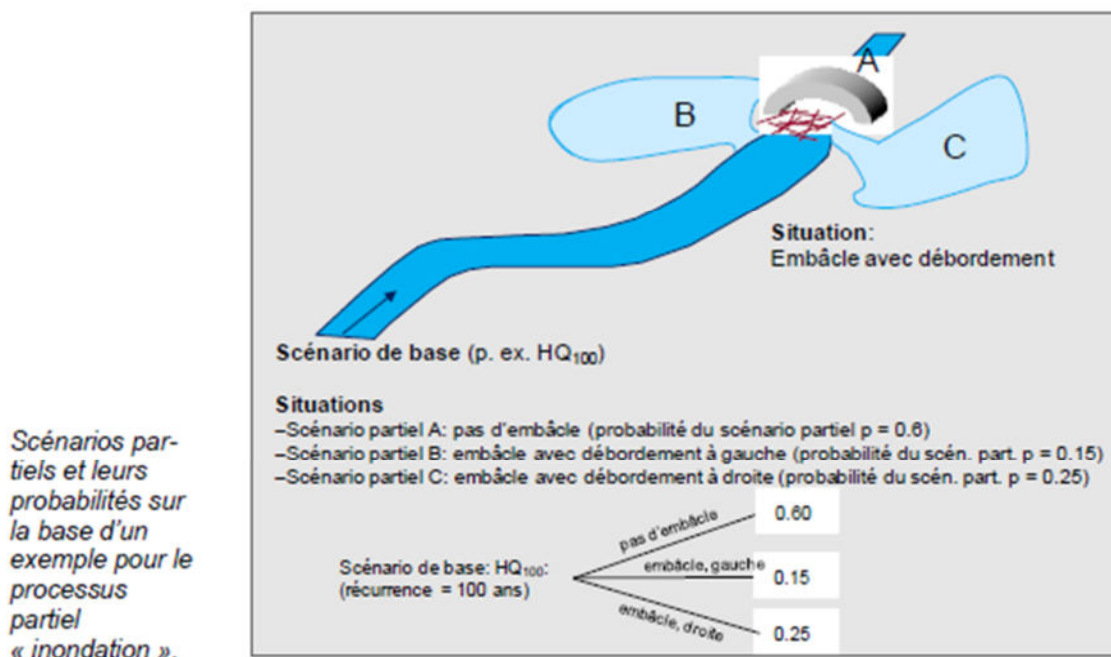 A
B
C
Situation:
Embâcle avec débordement
Scénario de base (p. ex. HQ100)
Situations
–Scénario partiel A: pas d'embâcle (probabilité du scénario partiel p = 0.6)
–Scénario partiel B: embâcle avec débordement à gauche (probabilité du scén. part. p = 0.15)
–Scénario partiel C: embâcle avec débordement à droite (probabilité du scén. part. p = 0.25)
pas d'embâcle
0.60
Scénario de base: HQ100:
(récurrence = 100 ans)
embâcle, gauche
0.15
embâcle, droite
0.25
Scénarios par-
tiels et leurs
probabilités sur
la base d'un
exemple pour le
processus
partiel
« inondation ».